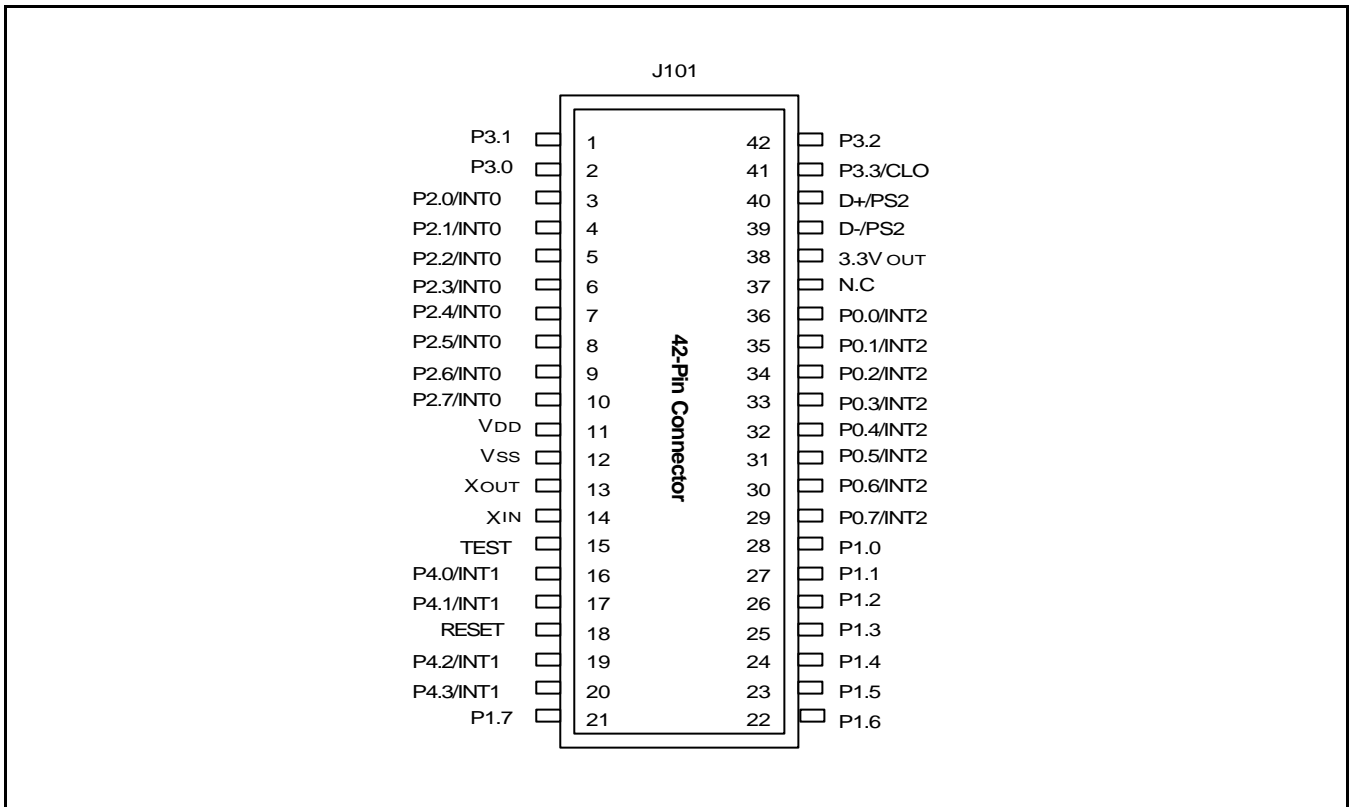 J101
P3.1 1 42 P3.2
P3.0 2 41 P3.3/CLO
P2.0/INT0 3 40 D+/PS2
P2.1/INT0 4 39 D-/PS2
P2.2/INT0 5 38 3.3V OUT
P2.3/INT0 6 37 N.C
P2.4/INT0 7 36 P0.0/INT2
P2.5/INT0 8 35 P0.1/INT2
P2.6/INT0 9 34 P0.2/INT2
P2.7/INT0 10 33 P0.3/INT2
VDD 11 32 P0.4/INT2
VSS 12 31 P0.5/INT2
XOUT 13 30 P0.6/INT2
XIN 14 29 P0.7/INT2
TEST 15 28 P1.0
P4.0/INT1 16 27 P1.1
P4.1/INT1 17 26 P1.2
RESET 18 25 P1.3
P4.2/INT1 19 24 P1.4
P4.3/INT1 20 23 P1.5
P1.7 21 22 P1.6
42-Pin Connector